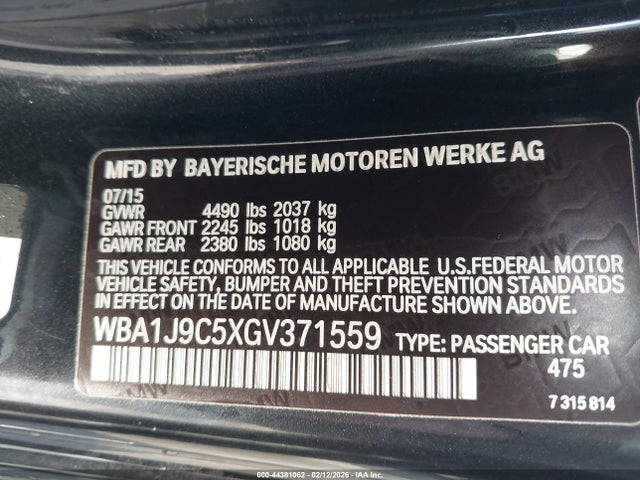 MFD BY BAYERISCHE MOTOREN WERKE AG
07/15
GVWR 4490 lbs 2037 kg
GAWR FRONT 2245 lbs 1018 kg
GAWR REAR 2380 lbs 1080 kg
THIS VEHICLE CONFORMS TO ALL APPLICABLE U.S.FEDERAL MOTOR
VEHICLE SAFETY, BUMPER AND THEFT PREVENTION STANDARDS
IN EFFECT ON THE DATE OF MANUFACTURE SHOWN ABOVE.
WBA1J9C5XGV371559 TYPE: PASSENGER CAR
475
7 315 814
000-44381062 - 02/12/2026 - IAA Inc.